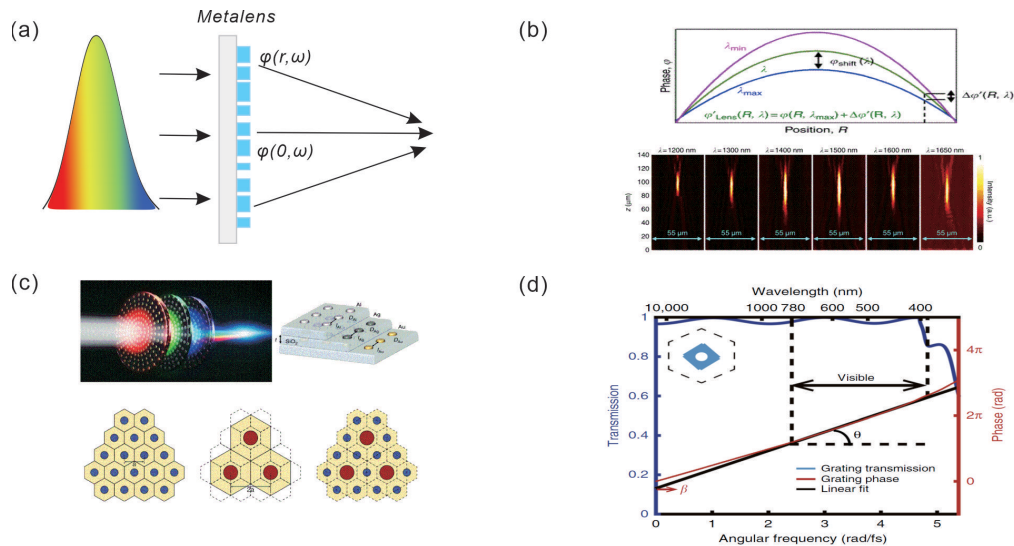 (a)
Metalens
φ(r,ω)
φ(0,ω)
(b)
Phase, φ
λmin
λ
λmax
φshift(λ)
Δφ'(R, λ)
φ'Lens(R, λ)=φ(R, λmax)+Δφ'(R, λ)
Position, R
λ=1200 nm λ=1300 nm λ=1400 nm λ=1500 nm λ=1600 nm λ=1650 nm
z (μm)
140
120
100
80
60
40
20
0
55 μm 55 μm 55 μm 55 μm 55 μm 55 μm
1
Intensity (a.u.)
0
(c)
Al
Ag
Au
SiO2
t
(d)
Wavelength (nm)
10,000 1000 780 600 500 400
Transmission
1
0.8
0.6
0.4
0.2
0
Visible
θ
β
Grating transmission
Grating phase
Linear fit
4π
2π
0
Phase (rad)
0 1 2 3 4 5
Angular frequency (rad/fs)